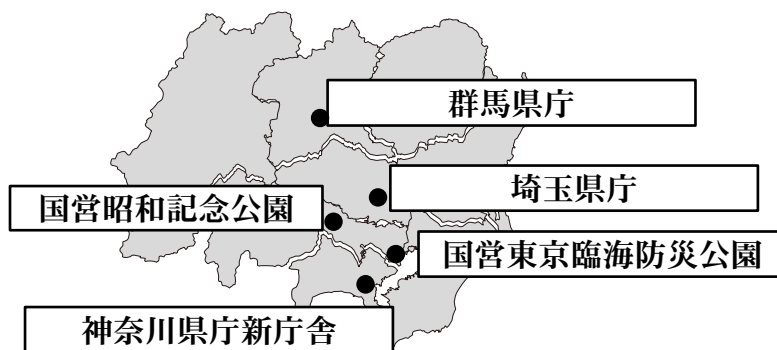 群馬県庁
埼玉県庁
国営昭和記念公園
国営東京臨海防災公園
神奈川県庁新庁舎